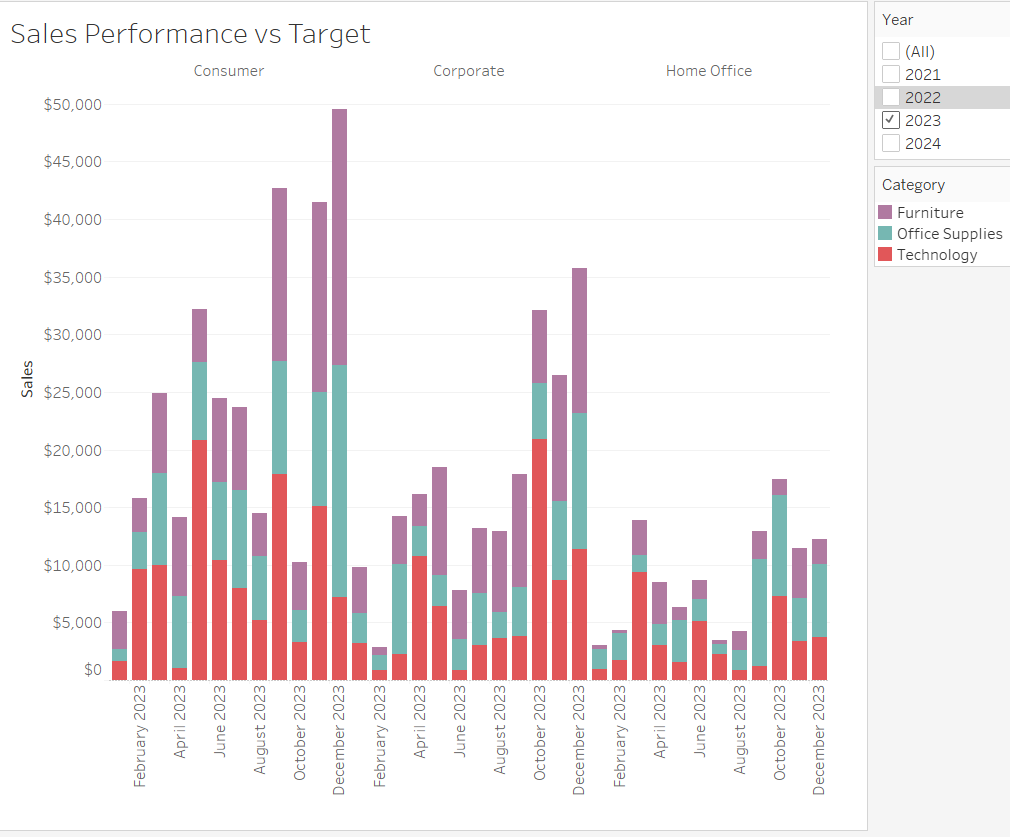 Sales Performance vs Target
Consumer
Corporate
Home Office
$50,000
$45,000
$40,000
$35,000
$30,000
$25,000
$20,000
$15,000
$10,000
$5,000
$0
Sales
February 2023
April 2023
June 2023
August 2023
October 2023
December 2023
February 2023
April 2023
June 2023
August 2023
October 2023
December 2023
February 2023
April 2023
June 2023
August 2023
October 2023
December 2023
Year
(All)
2021
2022
2023
2024
Category
Furniture
Office Supplies
Technology